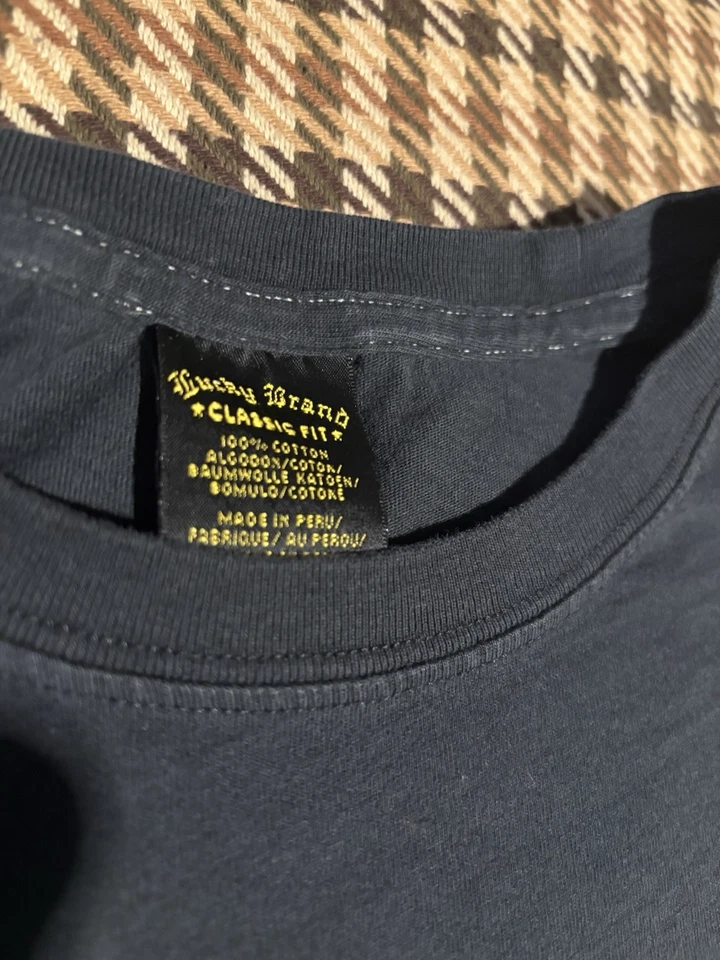 Lucky Brand
★CLASSIC FIT★
100% COTTON
ALGODON/COTON/
BAUMWOLLE KATOEN/
BOMULO/COTONE
MADE IN PERU/
FABRIQUE/ AU PEROU/